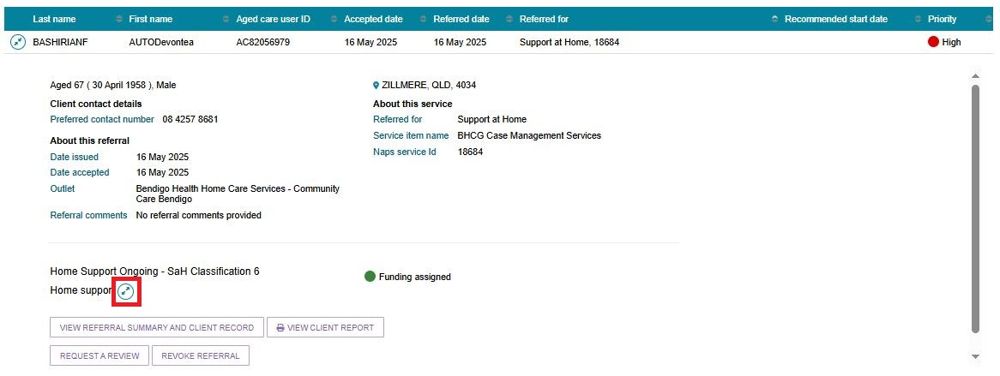 Last name First name Aged care user ID Accepted date Referred date Referred for Recommended start date Priority
BASHIRIANF AUTODevontea AC82056979 16 May 2025 16 May 2025 Support at Home, 18684 High
Aged 67 ( 30 April 1958 ), Male
Client contact details
Preferred contact number 08 4257 8681
About this referral
Date issued 16 May 2025
Date accepted 16 May 2025
Outlet Bendigo Health Home Care Services - Community
Care Bendigo
Referral comments No referral comments provided
ZILLMERE, QLD, 4034
About this service
Referred for Support at Home
Service item name BHCG Case Management Services
Naps service Id 18684
Home Support Ongoing - SaH Classification 6
Home support
Funding assigned
VIEW REFERRAL SUMMARY AND CLIENT RECORD VIEW CLIENT REPORT
REQUEST A REVIEW REVOKE REFERRAL